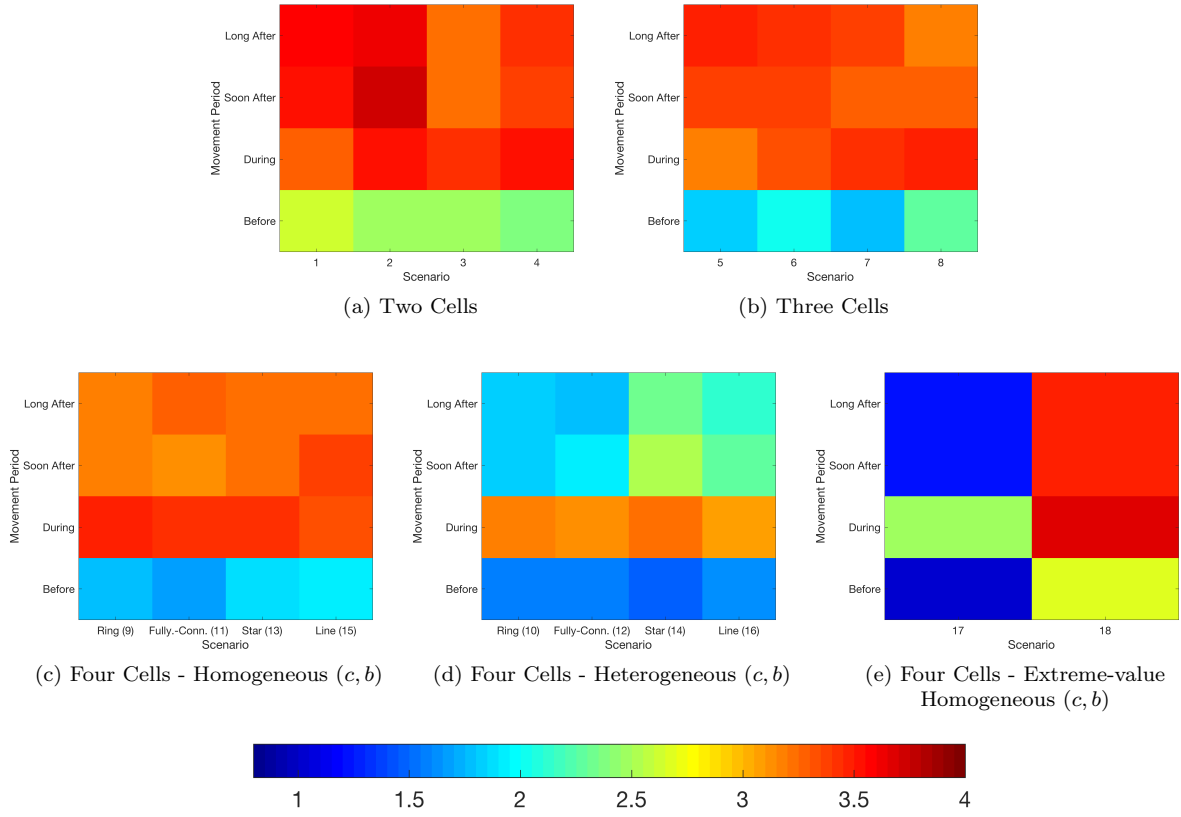 Long After
Soon After
During
Before
Movement Period
1 2 3 4
Scenario
(a) Two Cells
Long After
Soon After
During
Before
Movement Period
5 6 7 8
Scenario
(b) Three Cells
Long After
Soon After
During
Before
Movement Period
Ring (9) Fully.-Conn. (11) Star (13) Line (15)
Scenario
(c) Four Cells - Homogeneous (c, b)
Long After
Soon After
During
Before
Movement Period
Ring (10) Fully-Conn. (12) Star (14) Line (16)
Scenario
(d) Four Cells - Heterogeneous (c, b)
Long After
Soon After
During
Before
Movement Period
17 18
Scenario
(e) Four Cells - Extreme-value
Homogeneous (c, b)
1 1.5 2 2.5 3 3.5 4